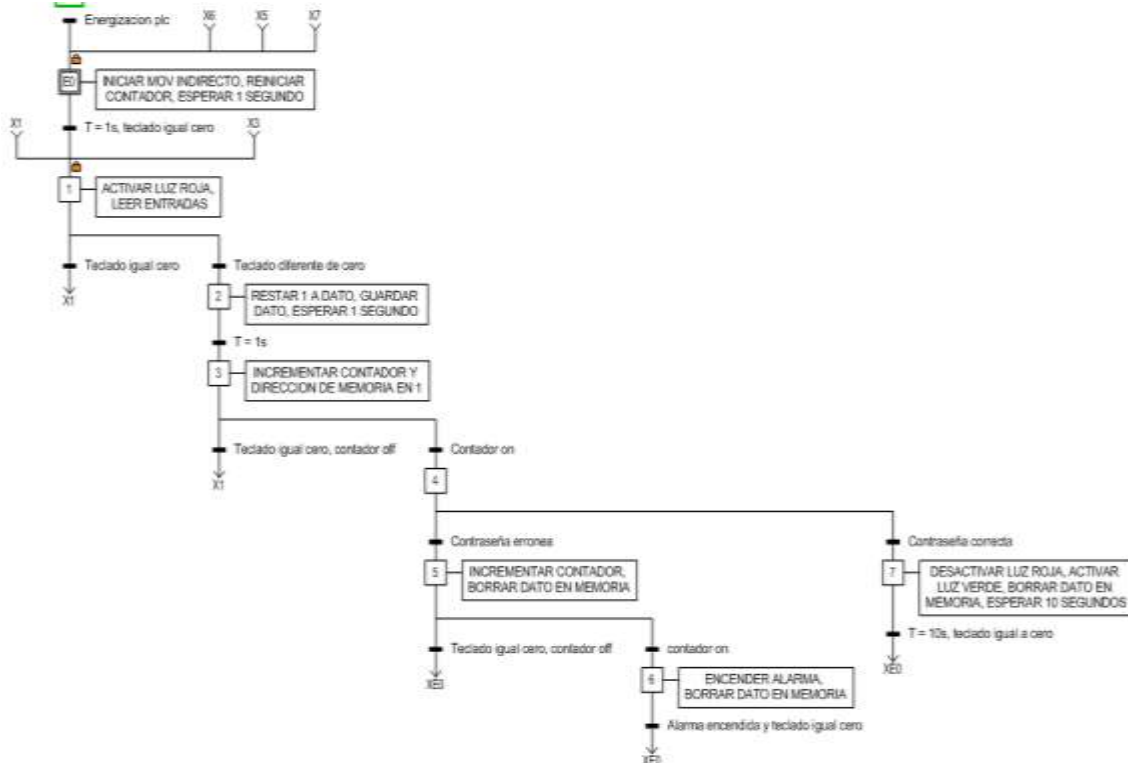 Energizacion plc
X6
X5
X7
E0
INICIAR MOV INDIRECTO, REINICIAR
CONTADOR, ESPERAR 1 SEGUNDO
X1
T = 1s, teclado igual cero
X3
1
ACTIVAR LUZ ROJA,
LEER ENTRADAS
Teclado igual cero
Teclado diferente de cero
X1
2
RESTAR 1 A DATO, GUARDAR
DATO, ESPERAR 1 SEGUNDO
T = 1s
3
INCREMENTAR CONTADOR Y
DIRECCION DE MEMORIA EN 1
Teclado igual cero, contador off
Contador on
X1
4
Contraseña erronea
Contraseña correcta
5
INCREMENTAR CONTADOR,
BORRAR DATO EN MEMORIA
7
DESACTIVAR LUZ ROJA, ACTIVAR
LUZ VERDE, BORRAR DATO EN
MEMORIA, ESPERAR 10 SEGUNDOS
Teclado igual cero, contador off
contador on
T = 10s, teclado igual a cero
XE0
6
ENCENDER ALARMA,
BORRAR DATO EN MEMORIA
XE0
Alarma encendida y teclado igual cero
XE0